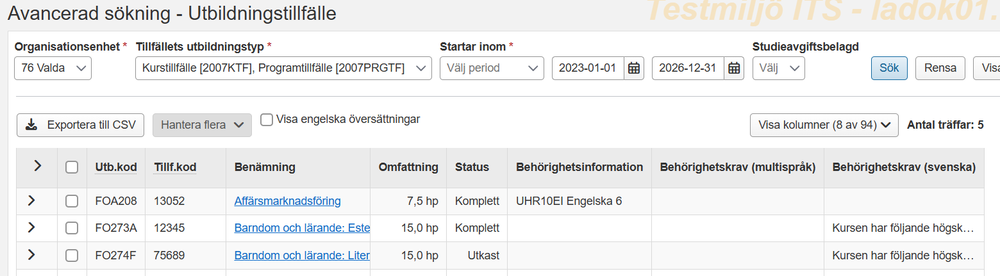 Avancerad sökning - Utbildningstillfälle
Testmiljö ITS - ladok01.
Organisationsenhet * Tillfällets utbildningstyp * Startar inom * Studieavgiftsbelagd
76 Valda Kurstillfälle [2007KTF], Programtillfälle [2007PRGTF] Välj period 2023-01-01 2026-12-31 Välj Sök Rensa Visa
Exportera till CSV Hantera flera Visa engelska översättningar Visa kolumner (8 av 94) Antal träffar: 5
Utb.kod Tillf.kod Benämning Omfattning Status Behörighetsinformation Behörighetskrav (multispråk) Behörighetskrav (svenska)
FOA208 13052 Affärsmarknadsföring 7,5 hp Komplett UHR10EI Engelska 6
FO273A 12345 Barndom och lärande: Este 15,0 hp Komplett Kursen har följande högsk…
FO274F 75689 Barndom och lärande: Liter 15,0 hp Utkast Kursen har följande högsk…